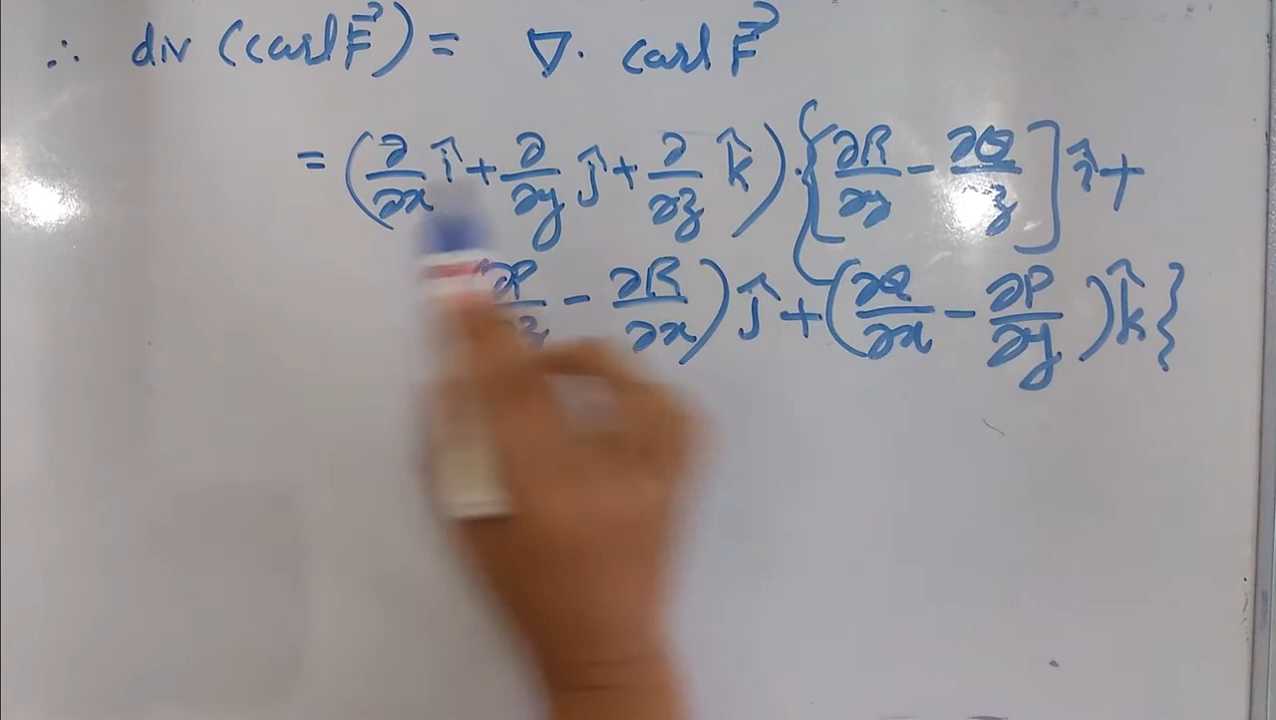 ∴ div (curl F⃗) = ∇. curl F⃗
= (∂/∂x î + ∂/∂y ĵ + ∂/∂z k̂) . {[∂R/∂y - ∂Q/∂z] î +
∂P/∂z - ∂R/∂x) ĵ + (∂Q/∂x - ∂P/∂y) k̂}